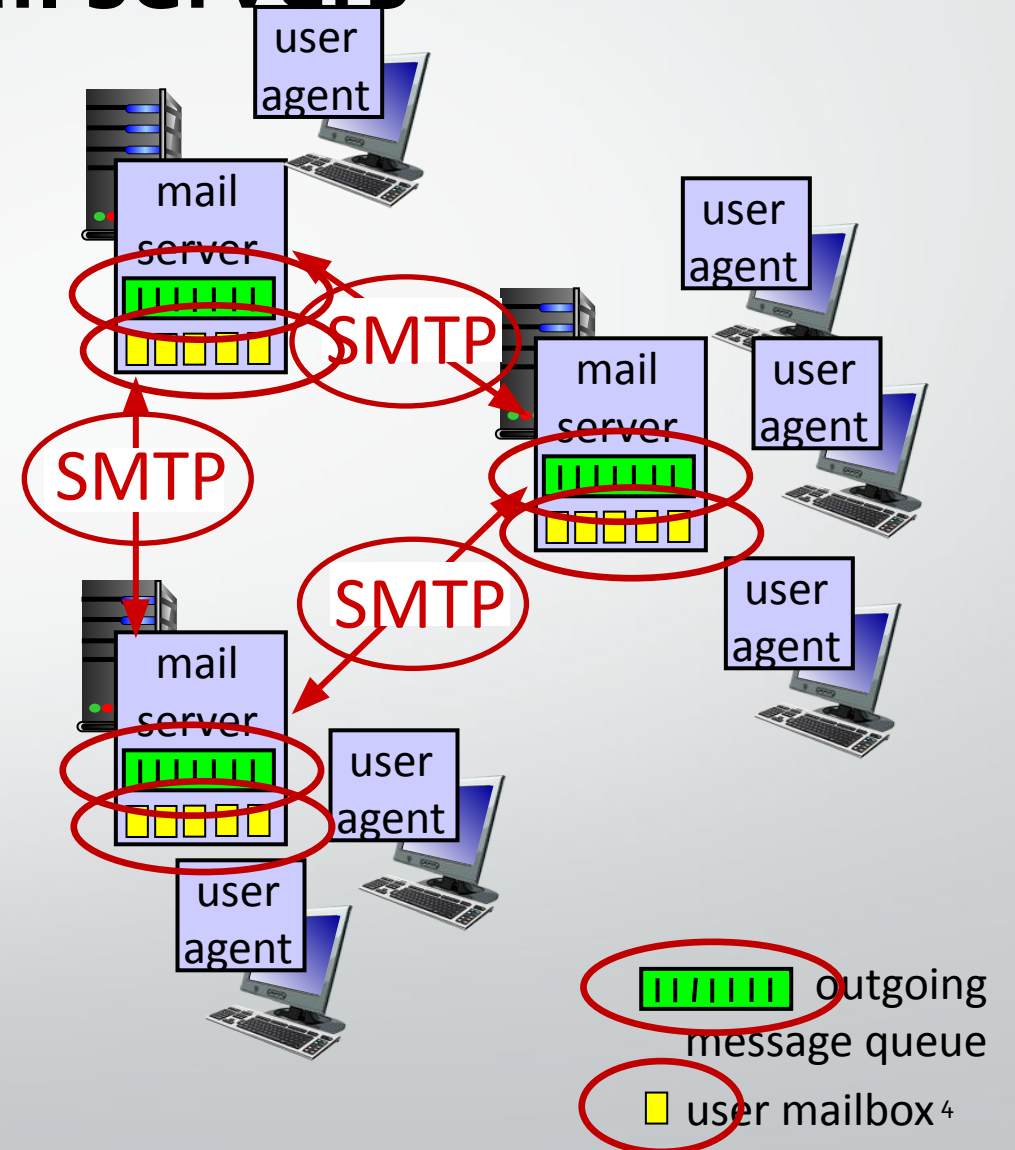 user
agent
mail
server
user
agent
SMTP
mail
server
user
agent
SMTP
SMTP
user
agent
mail
server
user
agent
user
agent
outgoing
message queue
user mailbox 4